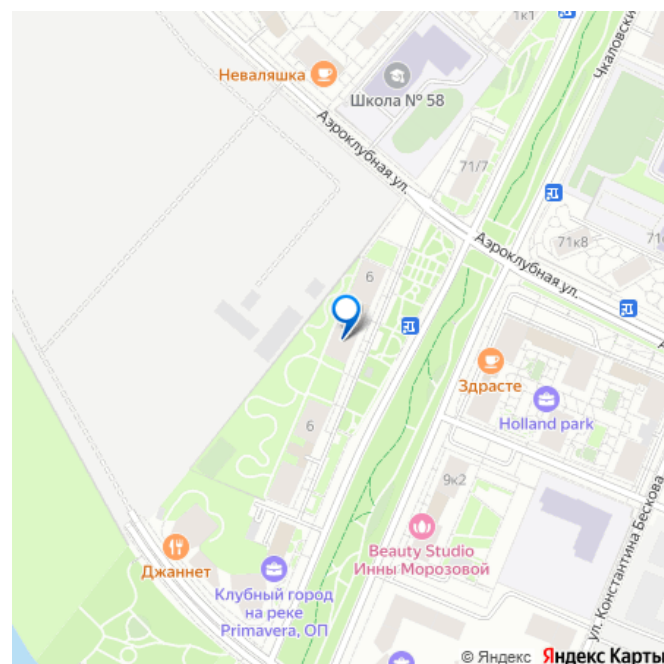 1к1
Чкаловски
Неваляшка
Школа № 58
Аэроклубная ул.
71/7
Аэроклубная ул.
71к8
6
Здрасте
Holland park
6
9к2
Beauty Studio
Инны Морозовой
ул. Константина Бескова
Джаннет
Клубный город
на реке
Primavera, ОП
© Яндекс Яндекс Карты